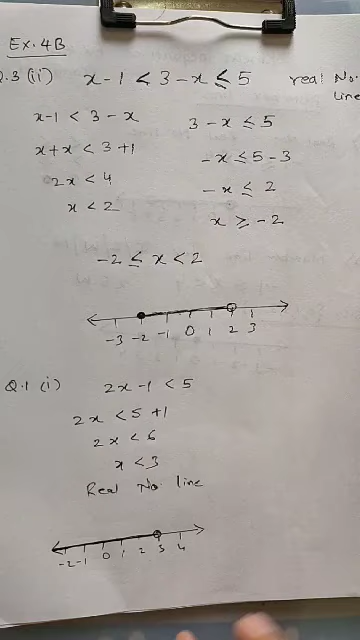 Ex. 4B
Q.3 (ii) x-1 < 3-x ≤ 5 real No. line
x-1 < 3-x
x+x < 3+1
2x < 4
x < 2
3-x ≤ 5
-x ≤ 5-3
-x ≤ 2
x ≥ -2
-2 ≤ x < 2
-3 -2 -1 0 1 2 3
Q.1 (i) 2x-1 < 5
2x < 5+1
2x < 6
x < 3
Real No line
-2 -1 0 1 2 3 4